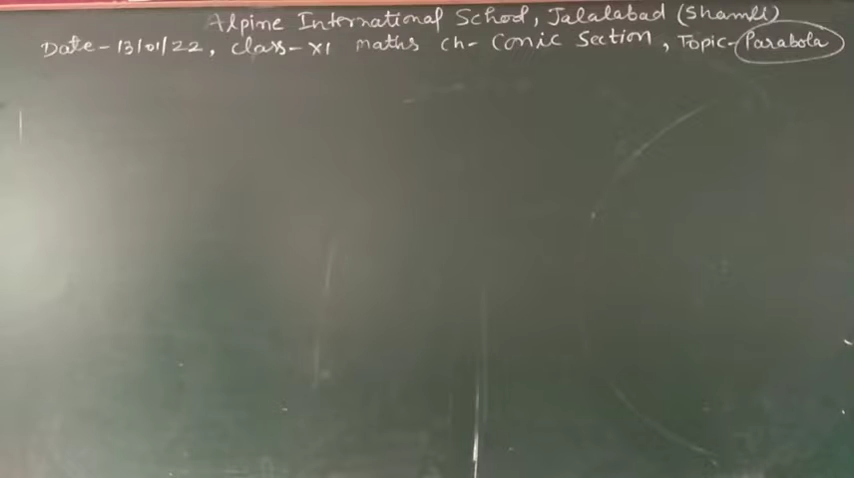 Alpine International School, Jalalabad (Shamli)
Date - 13/01/22, Class - XI maths Ch- Conic Section, Topic- Parabola